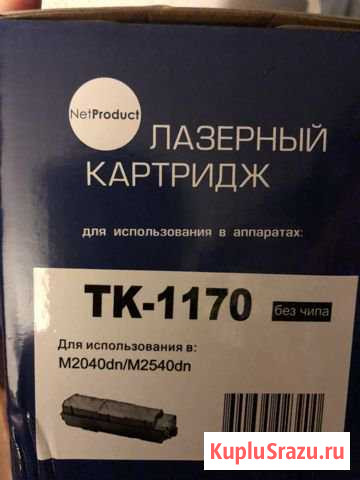 NetProduct
ЛАЗЕРНЫЙ
КАРТРИДЖ
для использования в аппаратах:
TK-1170
без чипа
Для использования в:
M2040dn/M2540dn
KupluSrazu.ru